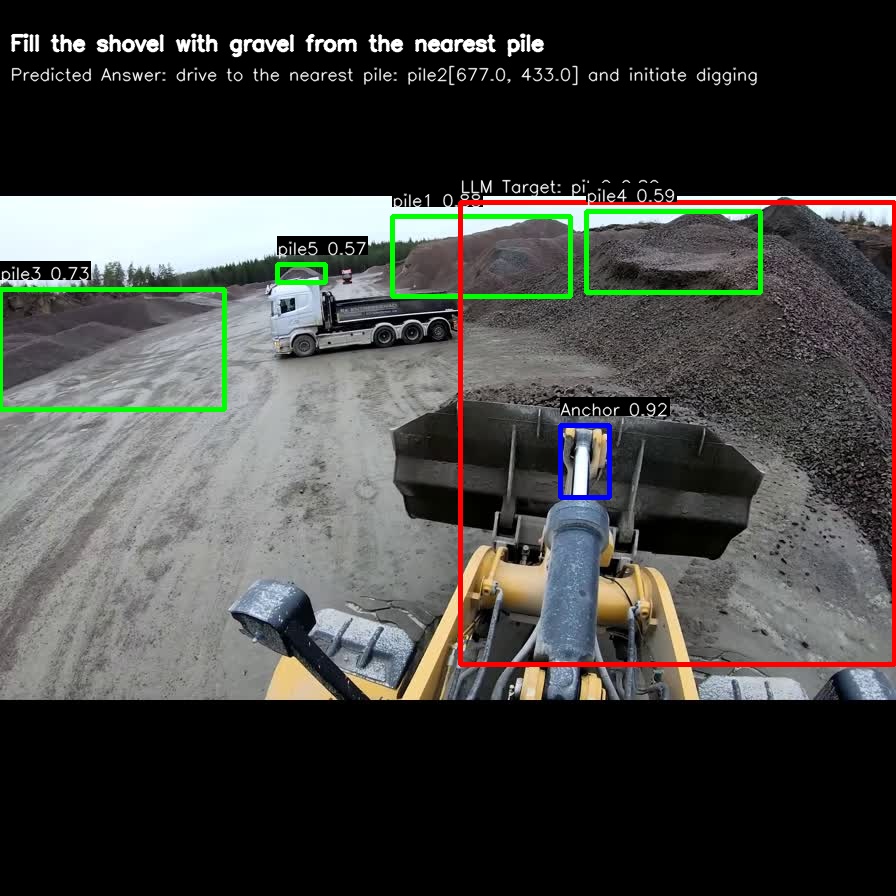 Fill the shovel with gravel from the nearest pile
Predicted Answer: drive to the nearest pile: pile2[677.0, 433.0] and initiate digging
LLM Target:
pile4 0.59
pile1 0.88
pile5 0.57
pile3 0.73
Anchor 0.92